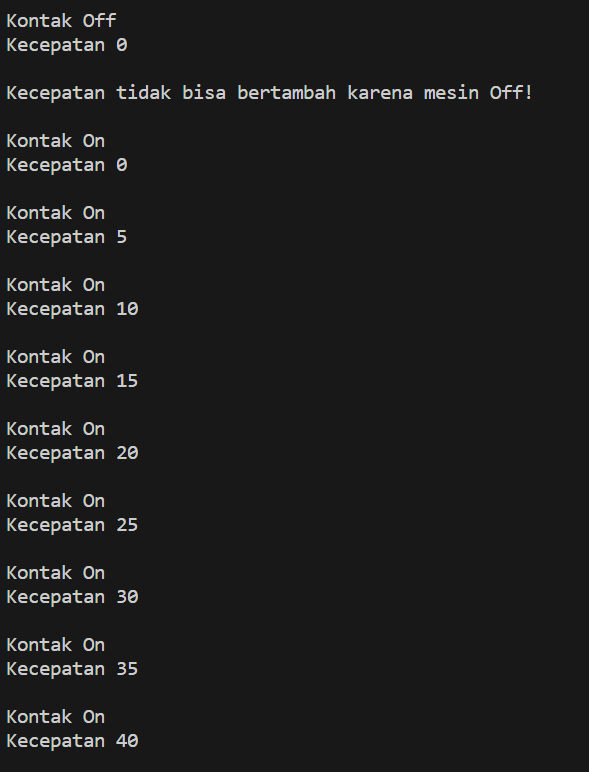 Kontak Off
Kecepatan 0
Kecepatan tidak bisa bertambah karena mesin Off!
Kontak On
Kecepatan 0
Kontak On
Kecepatan 5
Kontak On
Kecepatan 10
Kontak On
Kecepatan 15
Kontak On
Kecepatan 20
Kontak On
Kecepatan 25
Kontak On
Kecepatan 30
Kontak On
Kecepatan 35
Kontak On
Kecepatan 40